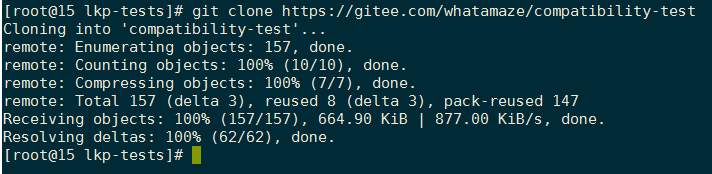 [root@15 lkp-tests]# git clone https://gitee.com/whatamaze/compatibility-test
Cloning into 'compatibility-test'...
remote: Enumerating objects: 157, done.
remote: Counting objects: 100% (10/10), done.
remote: Compressing objects: 100% (7/7), done.
remote: Total 157 (delta 3), reused 8 (delta 3), pack-reused 147
Receiving objects: 100% (157/157), 664.90 KiB | 877.00 KiB/s, done.
Resolving deltas: 100% (62/62), done.
[root@15 lkp-tests]#